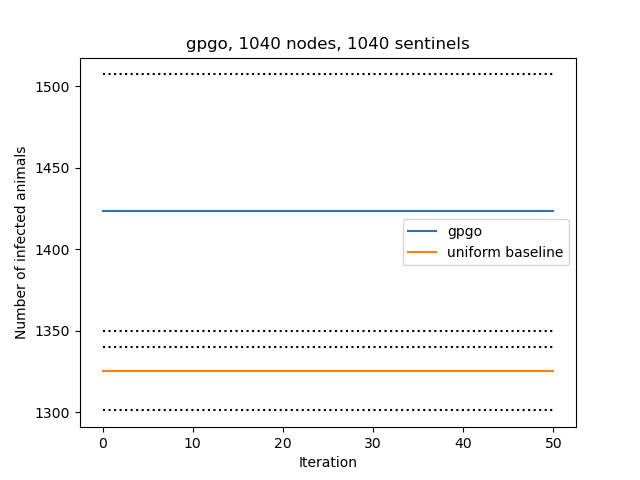 gpgo, 1040 nodes, 1040 sentinels
1500
1450
1400
1350
1300
Number of infected animals
gpgo
uniform baseline
0 10 20 30 40 50
Iteration